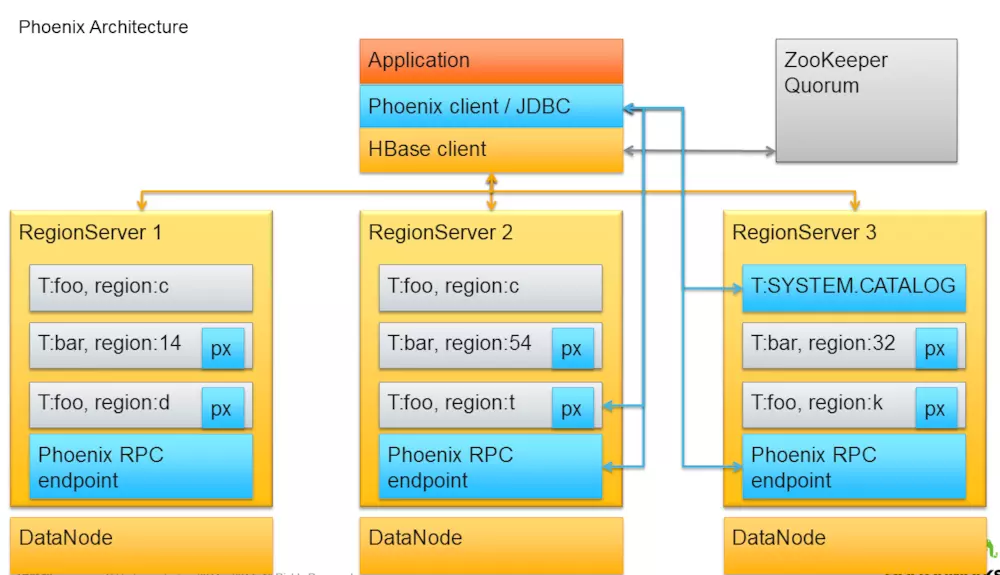 Phoenix Architecture
Application
Phoenix client / JDBC
HBase client
ZooKeeper
Quorum
RegionServer 1
T:foo, region:c
T:bar, region:14
px
T:foo, region:d
px
Phoenix RPC
endpoint
DataNode
RegionServer 2
T:foo, region:c
T:bar, region:54
px
T:foo, region:t
px
Phoenix RPC
endpoint
DataNode
RegionServer 3
T:SYSTEM.CATALOG
T:bar, region:32
px
T:foo, region:k
px
Phoenix RPC
endpoint
DataNode